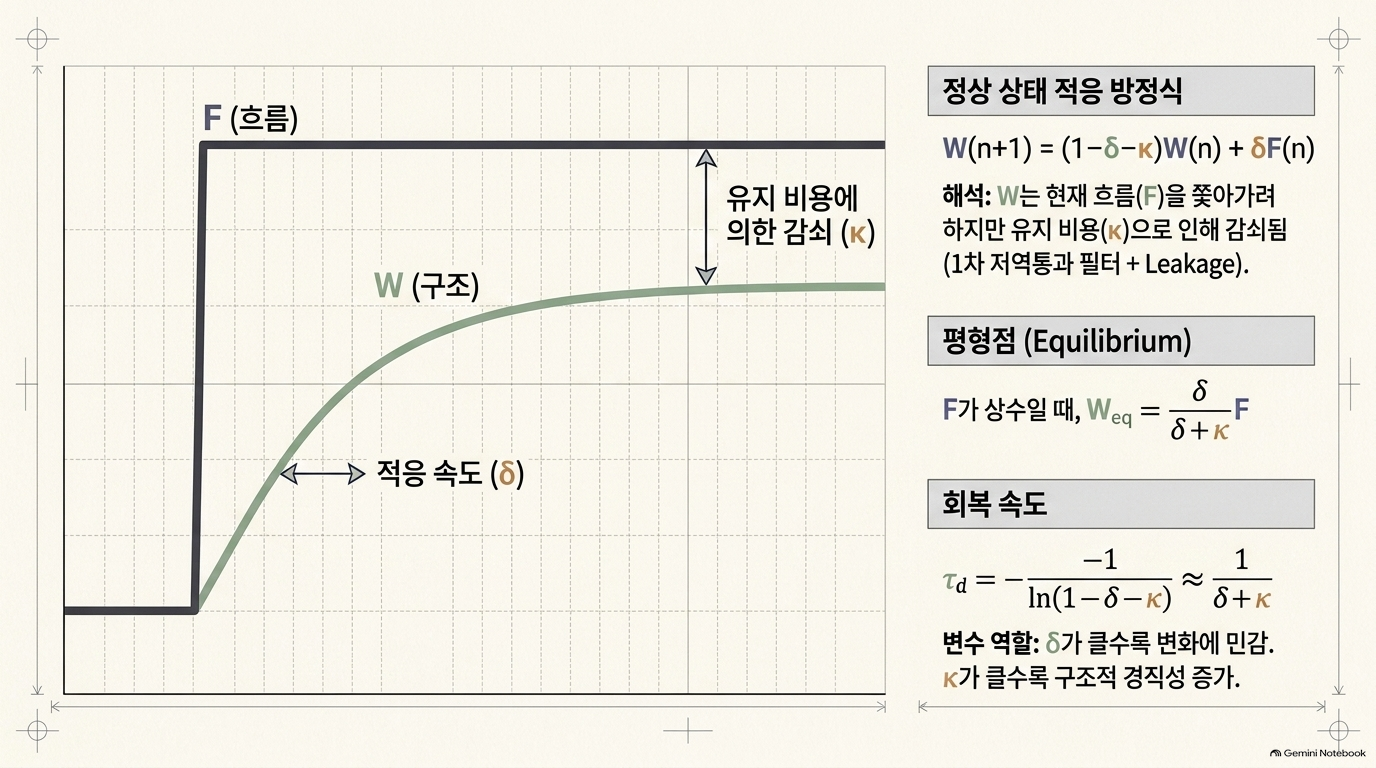 F (흐름)
유지 비용에
의한 감쇠 (κ)
W (구조)
적응 속도 (δ)
정상 상태 적응 방정식
W(n+1) = (1−δ−κ)W(n) + δF(n)
해석: W는 현재 흐름(F)을 쫓아가려
하지만 유지 비용(κ)으로 인해 감쇠됨
(1차 저역통과 필터 + Leakage).
평형점 (Equilibrium)
F가 상수일 때, W_eq = δ/(δ+κ) F
회복 속도
τ_d = − −1/ln(1−δ−κ) ≈ 1/(δ+κ)
변수 역할: δ가 클수록 변화에 민감.
κ가 클수록 구조적 경직성 증가.
Gemini Notebook